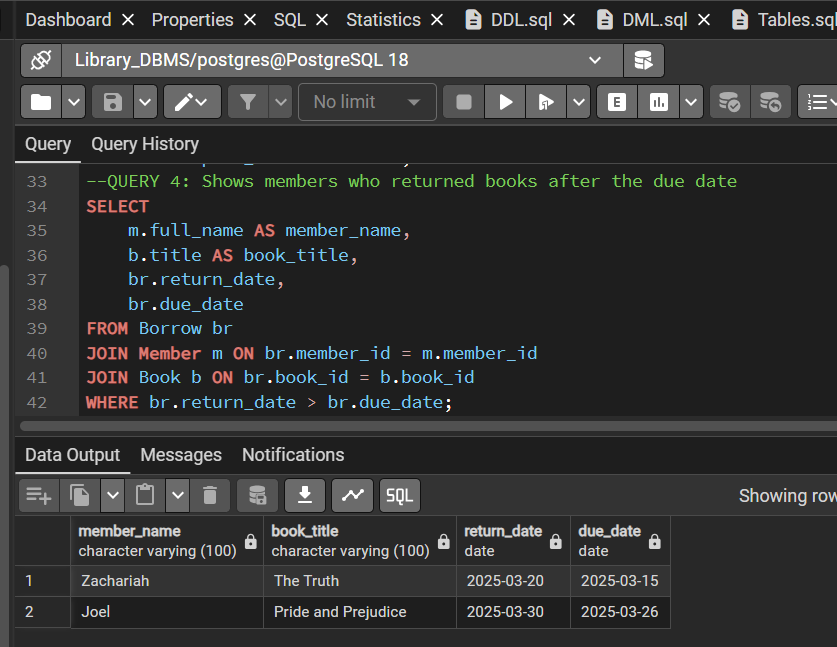 Dashboard Properties SQL Statistics DDL.sql DML.sql Tables.sql
Library_DBMS/postgres@PostgreSQL 18
No limit E
Query Query History
33 --QUERY 4: Shows members who returned books after the due date
34 SELECT
35 m.full_name AS member_name,
36 b.title AS book_title,
37 br.return_date,
38 br.due_date
39 FROM Borrow br
40 JOIN Member m ON br.member_id = m.member_id
41 JOIN Book b ON br.book_id = b.book_id
42 WHERE br.return_date > br.due_date;
Data Output Messages Notifications
SQL Showing
member_name book_title return_date due_date
character varying (100) character varying (100) date date
1 Zachariah The Truth 2025-03-20 2025-03-15
2 Joel Pride and Prejudice 2025-03-30 2025-03-26